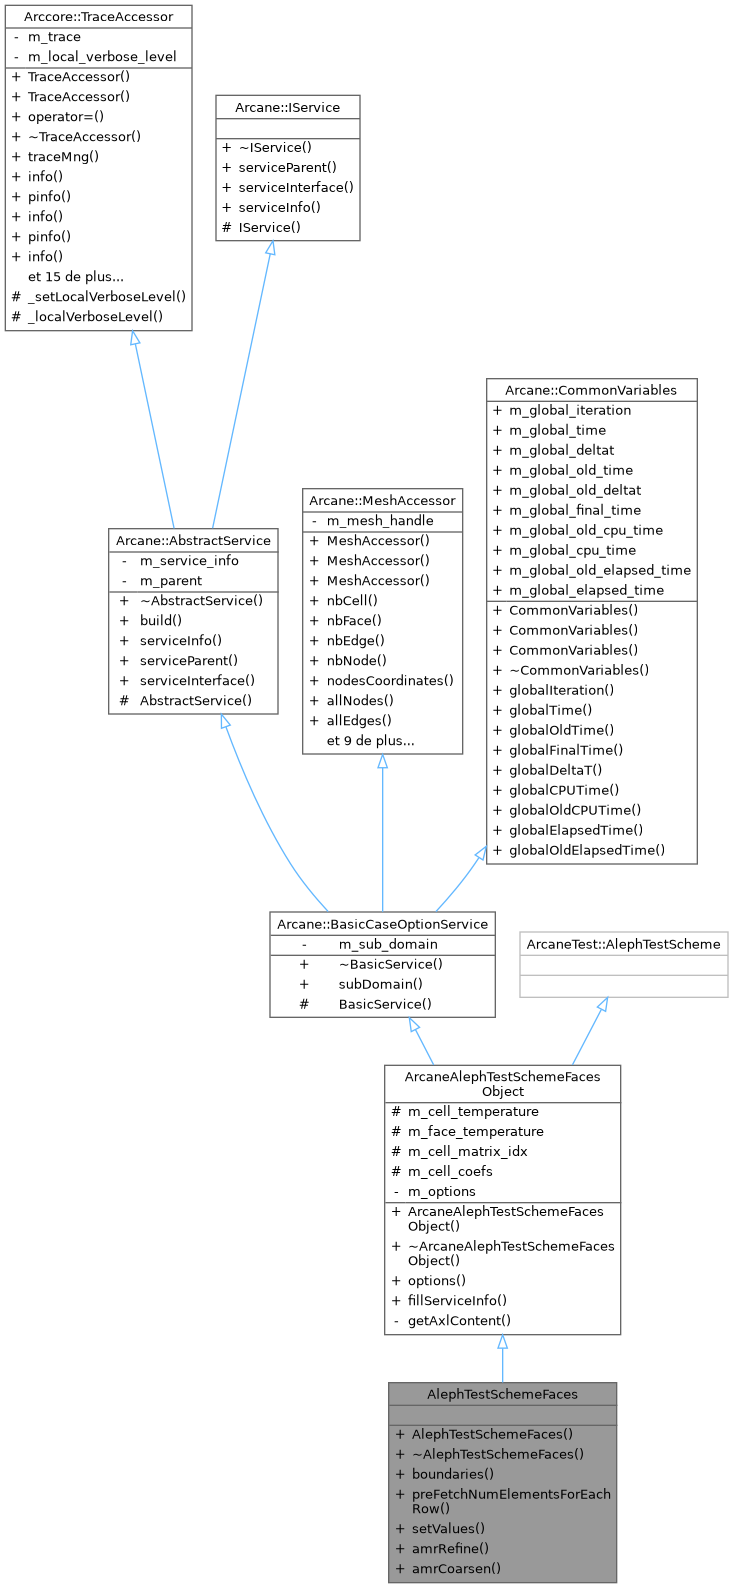 Arccore::TraceAccessor
- m_trace
- m_local_verbose_level
+ TraceAccessor()
+ TraceAccessor()
+ operator=()
+ ~TraceAccessor()
+ traceMng()
+ info()
+ pinfo()
+ info()
+ pinfo()
+ info()
et 15 de plus...
# _setLocalVerboseLevel()
# _localVerboseLevel()
Arcane::IService
+ ~IService()
+ serviceParent()
+ serviceInterface()
+ serviceInfo()
# IService()
Arcane::CommonVariables
+ m_global_iteration
+ m_global_time
+ m_global_deltat
+ m_global_old_time
+ m_global_old_deltat
+ m_global_final_time
+ m_global_old_cpu_time
+ m_global_cpu_time
+ m_global_old_elapsed_time
+ m_global_elapsed_time
+ CommonVariables()
+ CommonVariables()
+ CommonVariables()
+ ~CommonVariables()
+ globalIteration()
+ globalTime()
+ globalOldTime()
+ globalFinalTime()
+ globalDeltaT()
+ globalCPUTime()
+ globalOldCPUTime()
+ globalElapsedTime()
+ globalOldElapsedTime()
Arcane::MeshAccessor
- m_mesh_handle
+ MeshAccessor()
+ MeshAccessor()
+ MeshAccessor()
+ nbCell()
+ nbFace()
+ nbEdge()
+ nbNode()
+ nodesCoordinates()
+ allNodes()
+ allEdges()
et 9 de plus...
Arcane::AbstractService
- m_service_info
- m_parent
+ ~AbstractService()
+ build()
+ serviceInfo()
+ serviceParent()
+ serviceInterface()
# AbstractService()
Arcane::BasicCaseOptionService
- m_sub_domain
+ ~BasicService()
+ subDomain()
# BasicService()
ArcaneTest::AlephTestScheme
ArcaneAlephTestSchemeFaces
Object
# m_cell_temperature
# m_face_temperature
# m_cell_matrix_idx
# m_cell_coefs
- m_options
+ ArcaneAlephTestSchemeFaces
Object()
+ ~ArcaneAlephTestSchemeFaces
Object()
+ options()
+ fillServiceInfo()
- getAxlContent()
AlephTestSchemeFaces
+ AlephTestSchemeFaces()
+ ~AlephTestSchemeFaces()
+ boundaries()
+ preFetchNumElementsForEach
Row()
+ setValues()
+ amrRefine()
+ amrCoarsen()